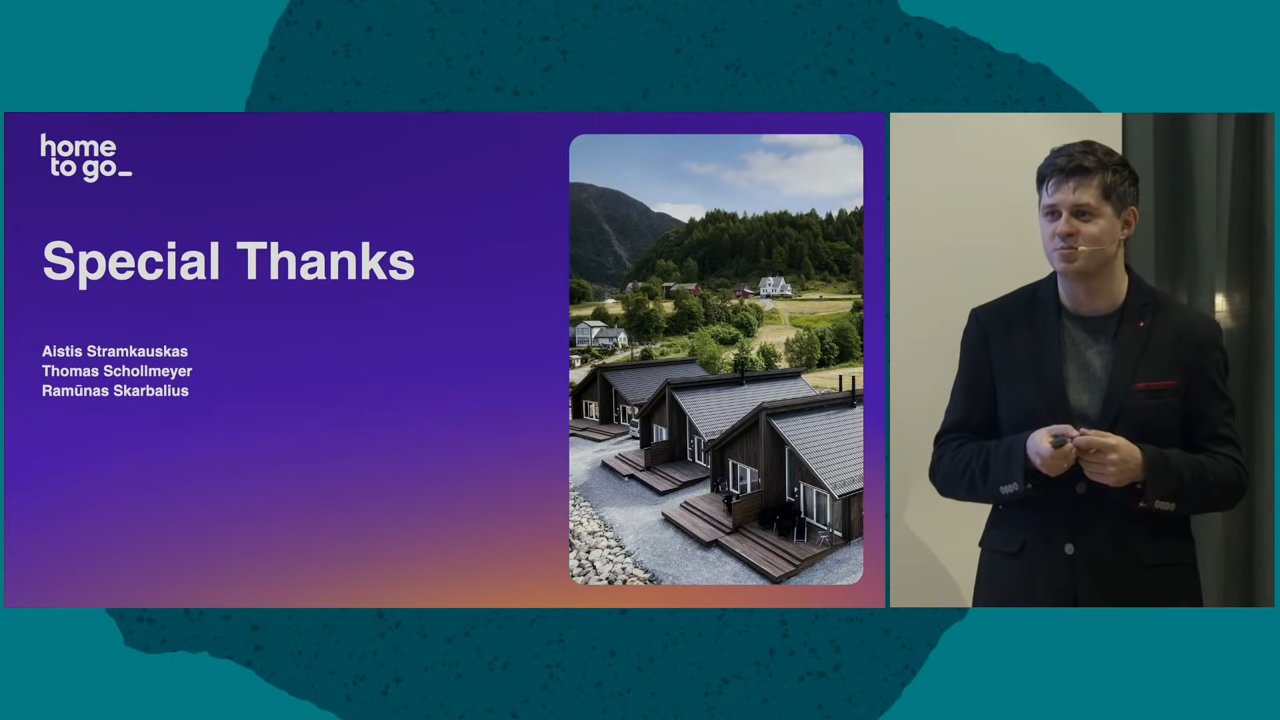 home
to go_
Special Thanks
Aistis Stramkauskas
Thomas Schollmeyer
Ramūnas Skarbalius